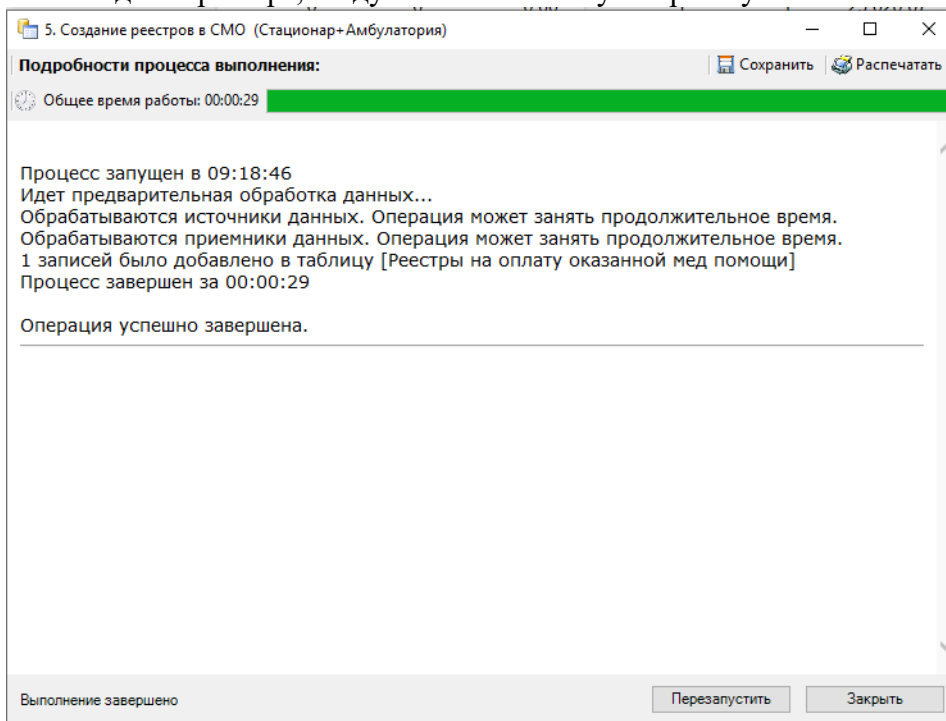 5. Создание реестров в СМО (Стационар+Амбулатория)
Подробности процесса выполнения:
Сохранить
Распечатать
Общее время работы: 00:00:29
Процесс запущен в 09:18:46
Идет предварительная обработка данных...
Обрабатываются источники данных. Операция может занять продолжительное время.
Обрабатываются приемники данных. Операция может занять продолжительное время.
1 записей было добавлено в таблицу [Реестры на оплату оказанной мед помощи]
Процесс завершен за 00:00:29
Операция успешно завершена.
Выполнение завершено
Перезапустить
Закрыть